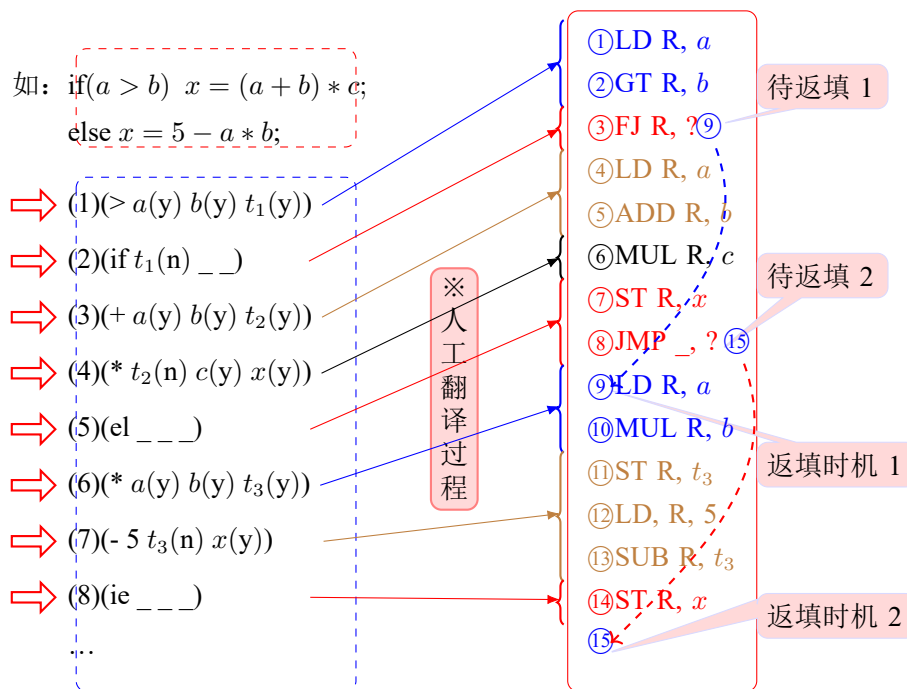 如：if(a > b) x = (a + b) ∗ c;
else x = 5 − a ∗ b;
(1)(> a(y) b(y) t₁(y))
(2)(if t₁(n) _ _)
(3)(+ a(y) b(y) t₂(y))
(4)(* t₂(n) c(y) x(y))
(5)(el _ _ _)
(6)(* a(y) b(y) t₃(y))
(7)(- 5 t₃(n) x(y))
(8)(ie _ _ _)
…
※人工翻译过程
①LD R, a
②GT R, b
③FJ R, ?⑨
④LD R, a
⑤ADD R, b
⑥MUL R, c
⑦ST R, x
⑧JMP _, ? ⑮
⑨LD R, a
⑩MUL R, b
⑪ST R, t₃
⑫LD, R, 5
⑬SUB R, t₃
⑭ST R, x
⑮
待返填 1
待返填 2
返填时机 1
返填时机 2